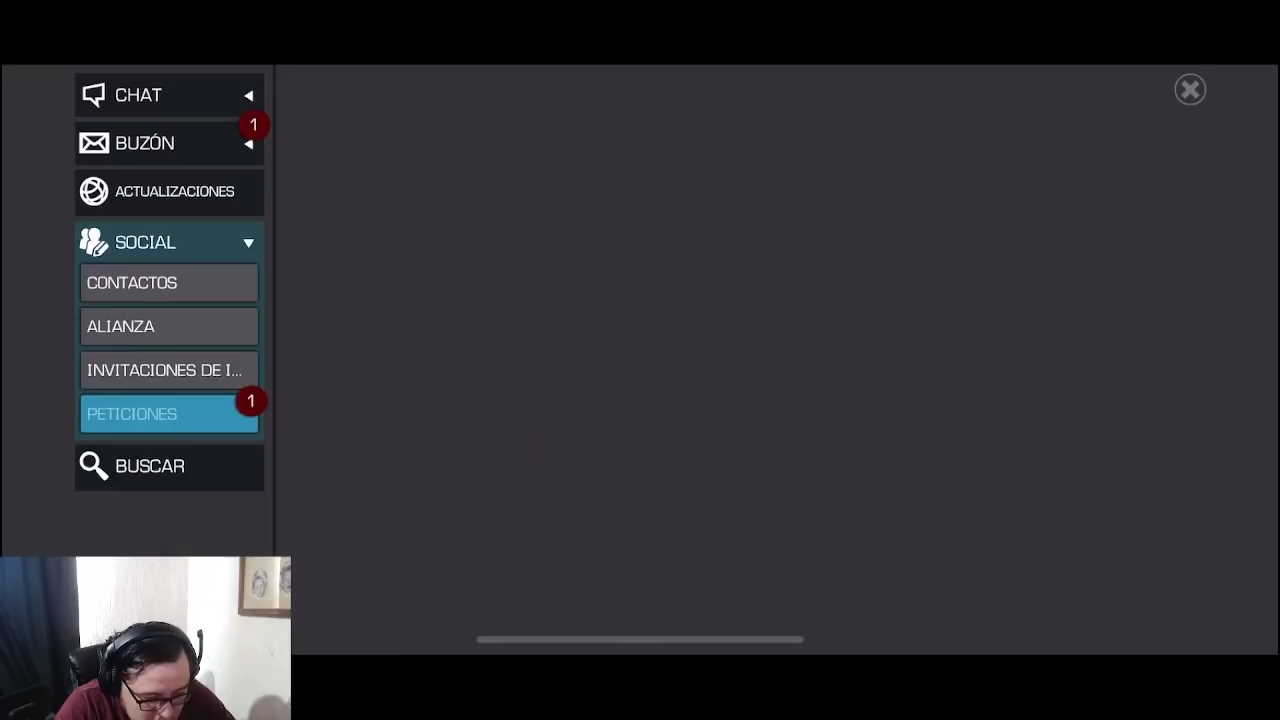 CHAT
1
BUZÓN
ACTUALIZACIONES
SOCIAL
CONTACTOS
ALIANZA
INVITACIONES DE I...
1
PETICIONES
BUSCAR